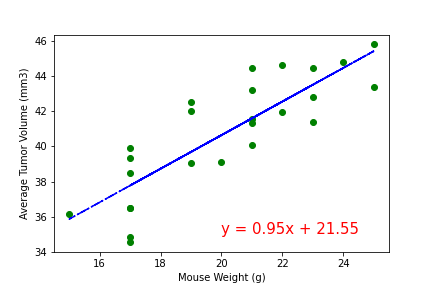 46
44
42
40
38
36
34
Average Tumor Volume (mm3)
y = 0.95x + 21.55
16 18 20 22 24
Mouse Weight (g)